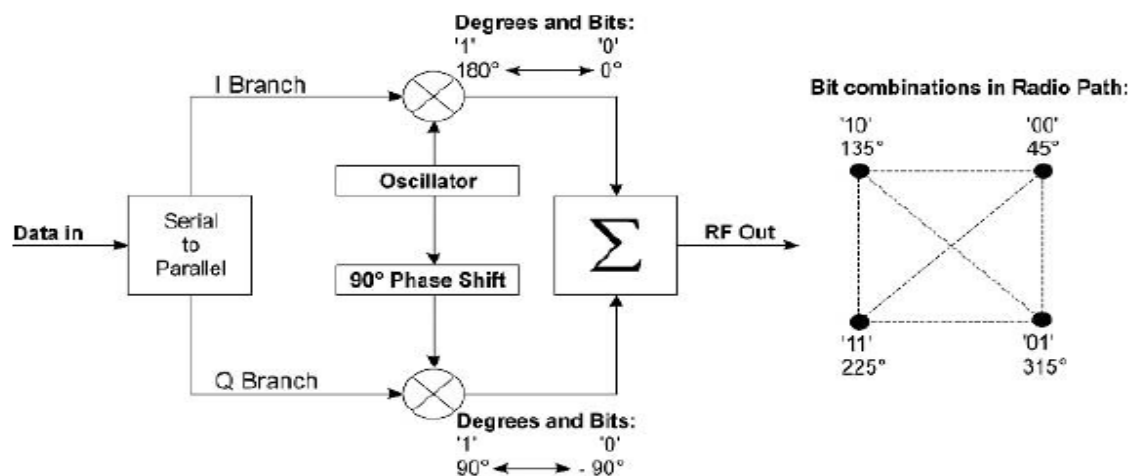 Degrees and Bits:
'1' '0'
180° 0°
I Branch
Bit combinations in Radio Path:
'10' '00'
135° 45°
Oscillator
Data in
Serial
to
Parallel
Σ
RF Out
90° Phase Shift
'11' '01'
225° 315°
Q Branch
Degrees and Bits:
'1' '0'
90° - 90°